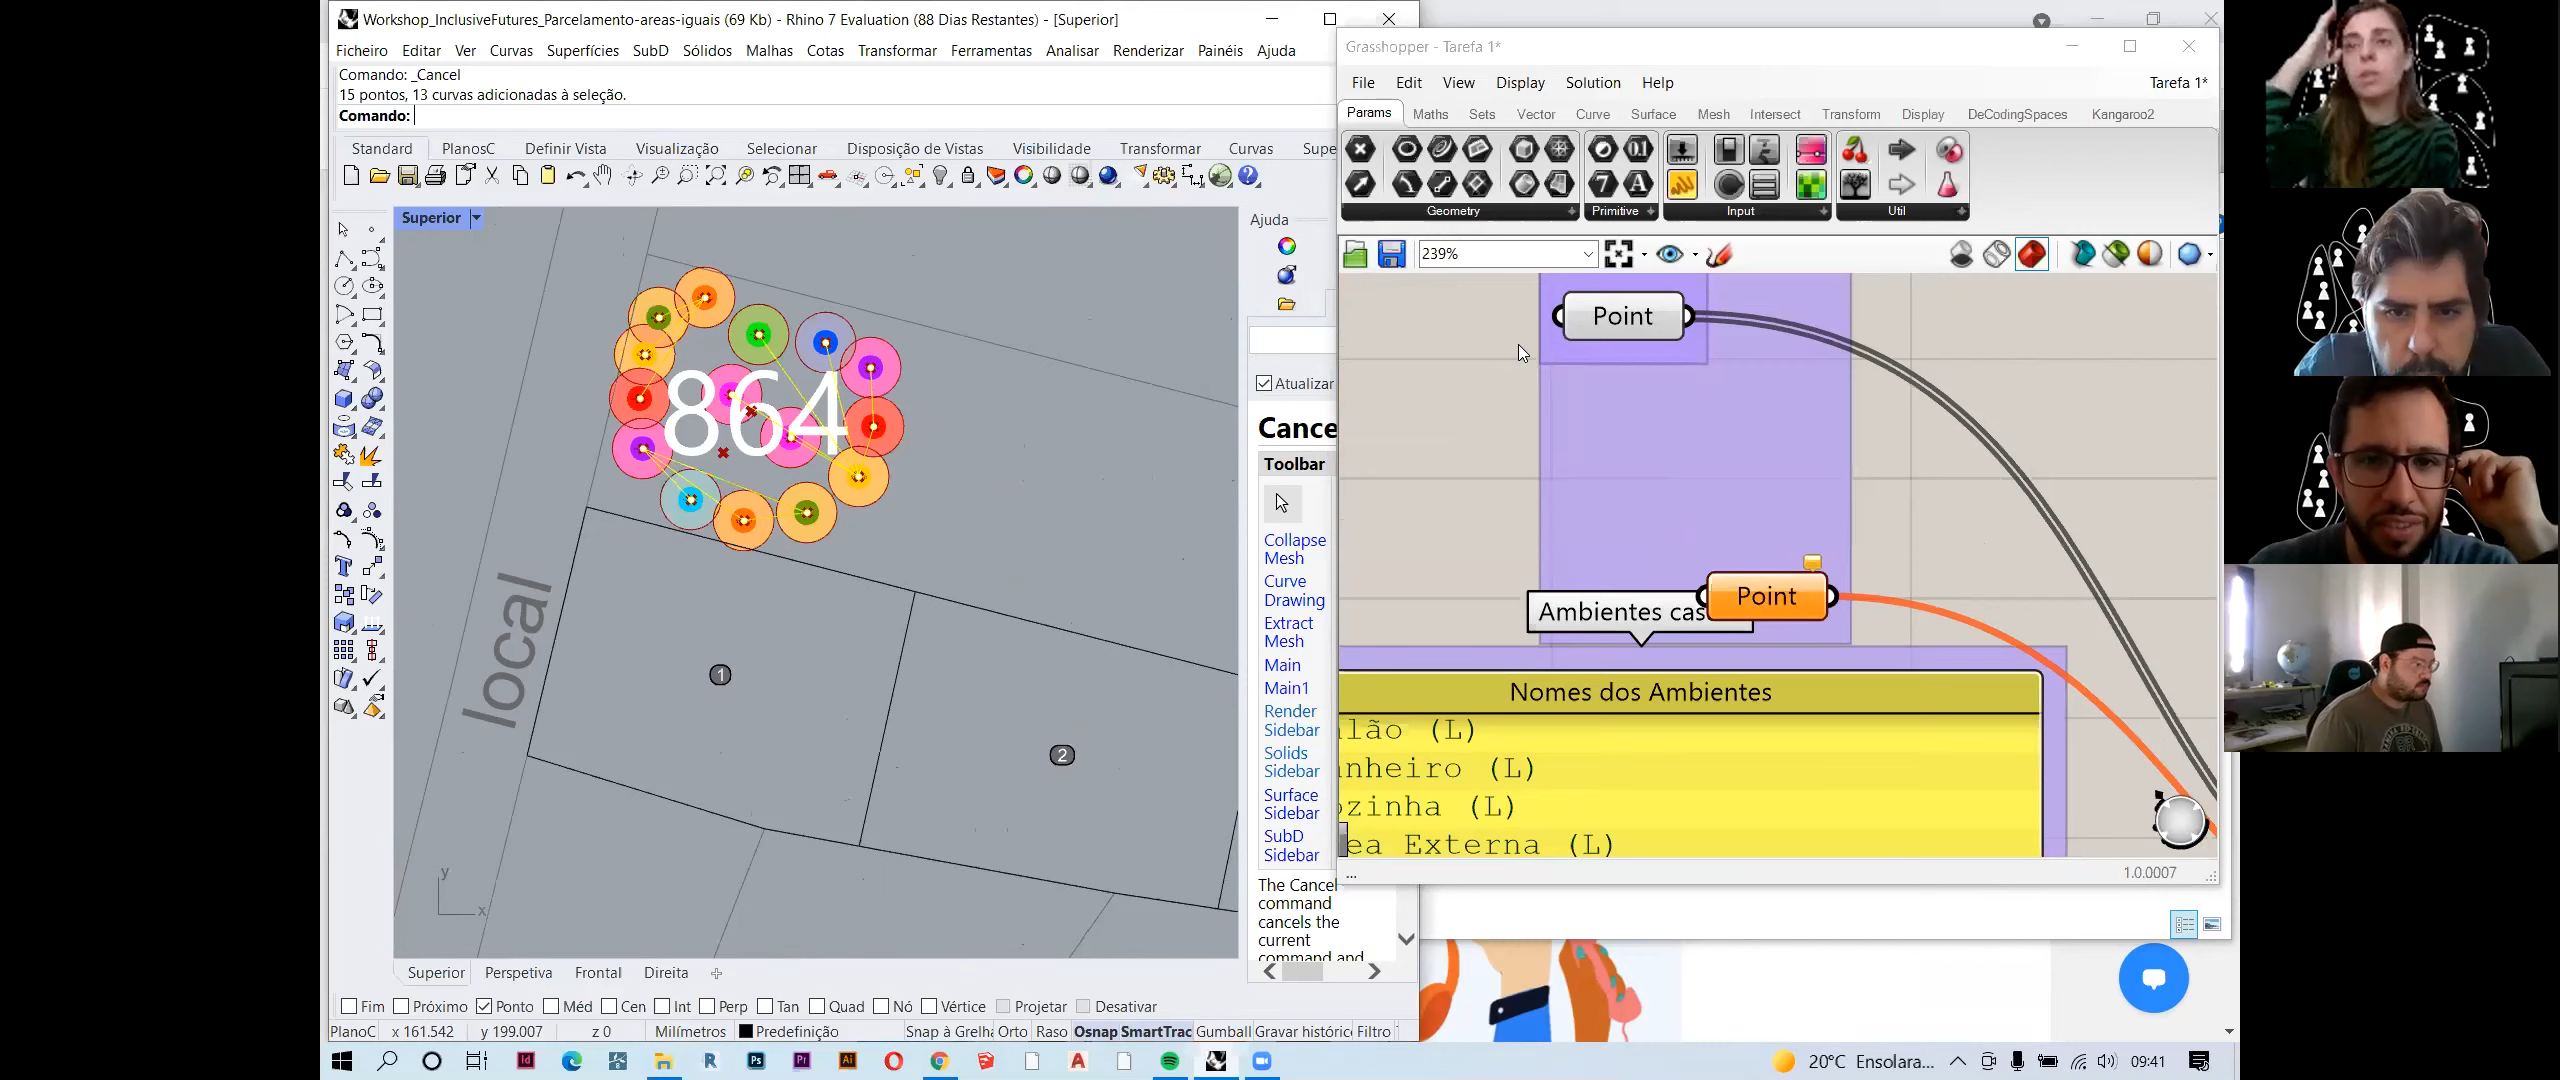 Workshop_InclusiveFutures_Parcelamento-areas-iguais (69 Kb) - Rhino 7 Evaluation (88 Dias Restantes) - [Superior]
Ficheiro Editar Ver Curvas Superfícies SubD Sólidos Malhas Cotas Transformar Ferramentas Analisar Renderizar Painéis Ajuda
Comando: _Cancel
15 pontos, 13 curvas adicionadas à seleção.
Comando:
Standard PlanosC Definir Vista Visualização Selecionar Disposição de Vistas Visibilidade Transformar Curvas Supe
Superior
864
local
1
2
y
x
Superior Perspetiva Frontal Direita
Fim Próximo Ponto Méd Cen Int Perp Tan Quad Nó Vértice Projetar Desativar
PlanoC x 161.542 y 199.007 z 0 Milímetros Predefinição Snap à Grelha Orto Raso Osnap SmartTrac Gumball Gravar histórico Filtro
Ajuda
Atualizar
Cance
Toolbar
Collapse
Mesh
Curve
Drawing
Extract
Mesh
Main
Main1
Render
Sidebar
Solids
Sidebar
Surface
Sidebar
SubD
Sidebar
The Cancel
command
cancels the
current
command and
Grasshopper - Tarefa 1*
File Edit View Display Solution Help Tarefa 1*
Params Maths Sets Vector Curve Surface Mesh Intersect Transform Display DeCodingSpaces Kangaroo2
Geometry Primitive Input Util
239%
Point
Point
Ambientes cas
Nomes dos Ambientes
lão (L)
nheiro (L)
ozinha (L)
ea Externa (L)
... 1.0.0007
20°C Ensolara... 09:41